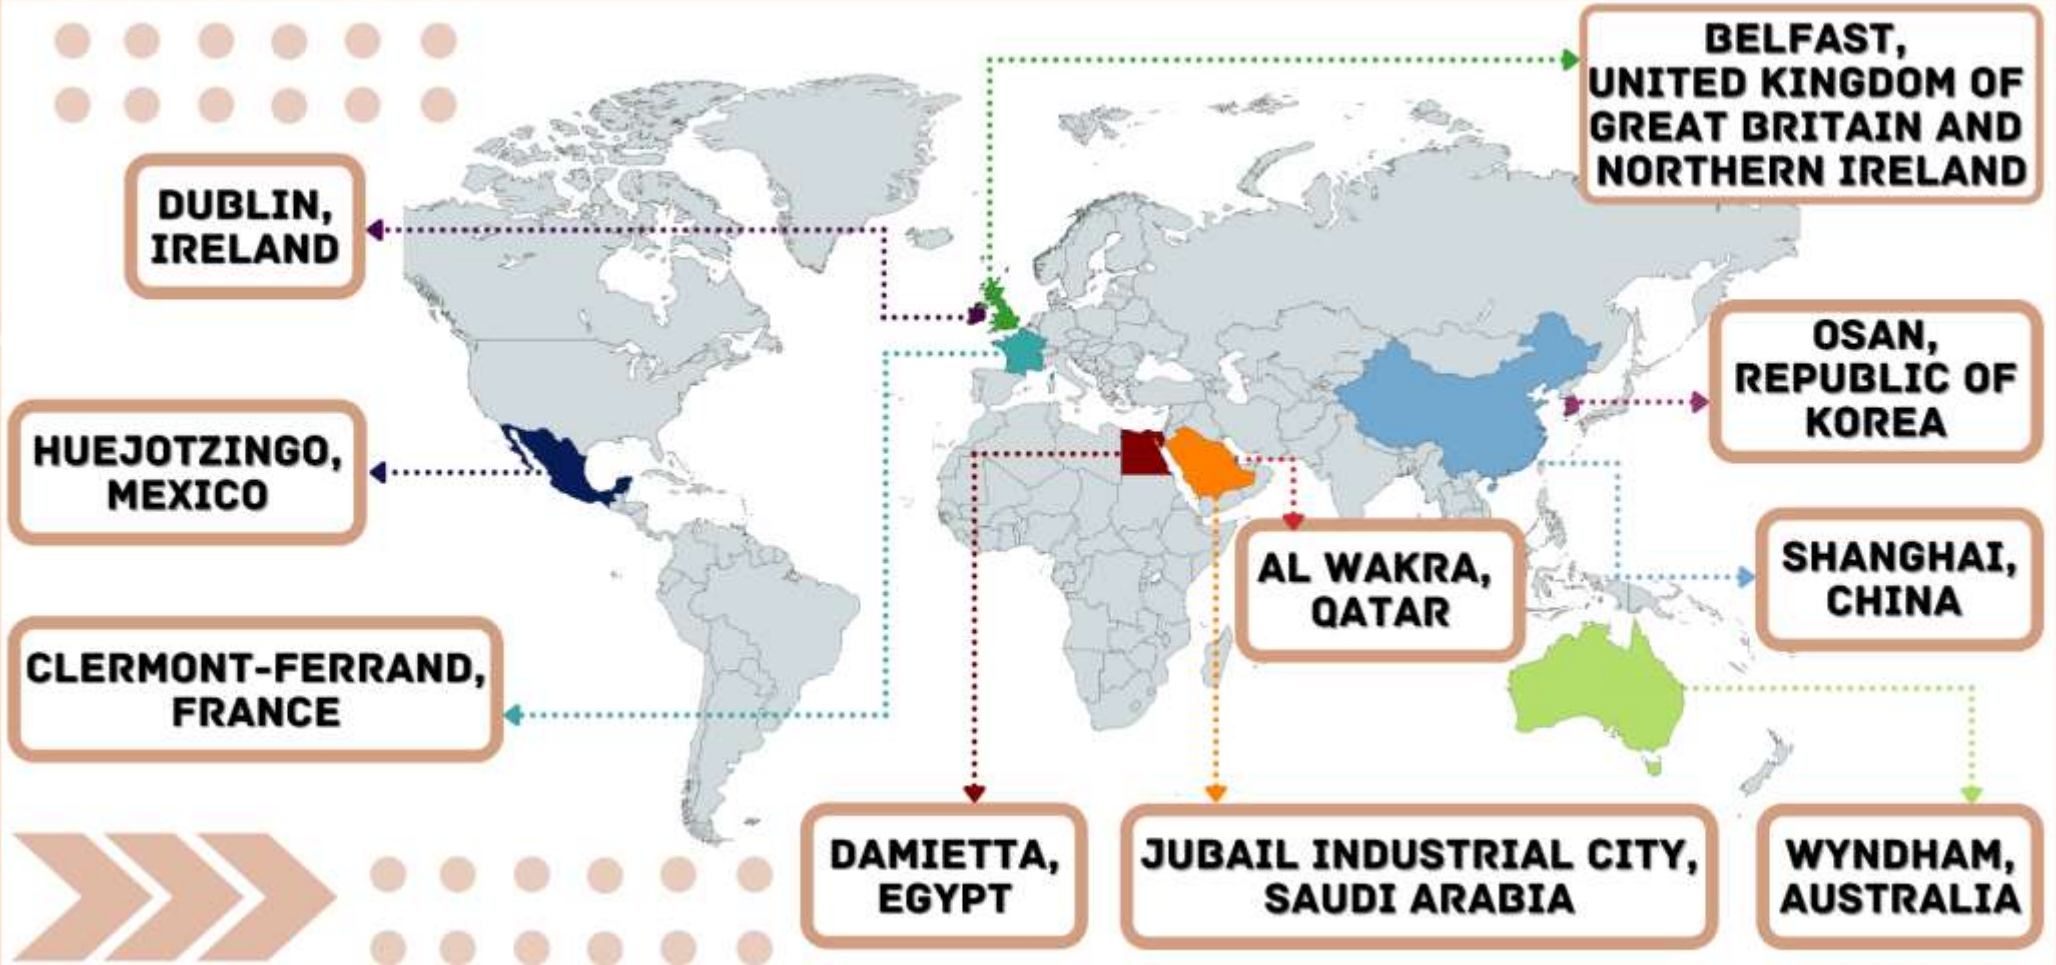 BELFAST,
UNITED KINGDOM OF
GREAT BRITAIN AND
NORTHERN IRELAND
DUBLIN,
IRELAND
OSAN,
REPUBLIC OF
KOREA
HUEJOTZINGO,
MEXICO
AL WAKRA,
QATAR
SHANGHAI,
CHINA
CLERMONT-FERRAND,
FRANCE
DAMIETTA,
EGYPT
JUBAIL INDUSTRIAL CITY,
SAUDI ARABIA
WYNDHAM,
AUSTRALIA